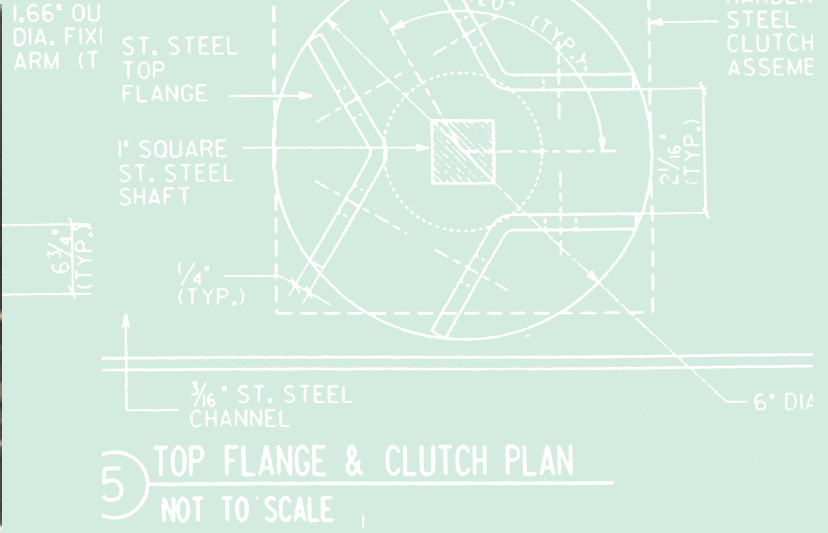 1.66" OU
DIA. FIXI
ARM (T
ST. STEEL
TOP
FLANGE
1" SQUARE
ST. STEEL
SHAFT
(TYP.)
STEEL
CLUTCH
ASSEME
2 1/16"
(TYP.)
6 3/4"
(TYP.)
1/4"
(TYP.)
3/16" ST. STEEL
CHANNEL
6" DIA
5
TOP FLANGE & CLUTCH PLAN
NOT TO SCALE